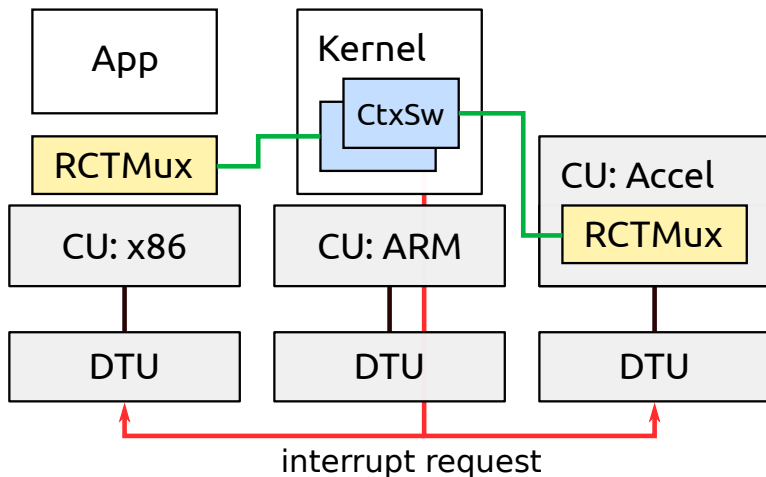 App
Kernel
CtxSw
RCTMux
CU: Accel
RCTMux
CU: x86
CU: ARM
DTU
DTU
DTU
interrupt request